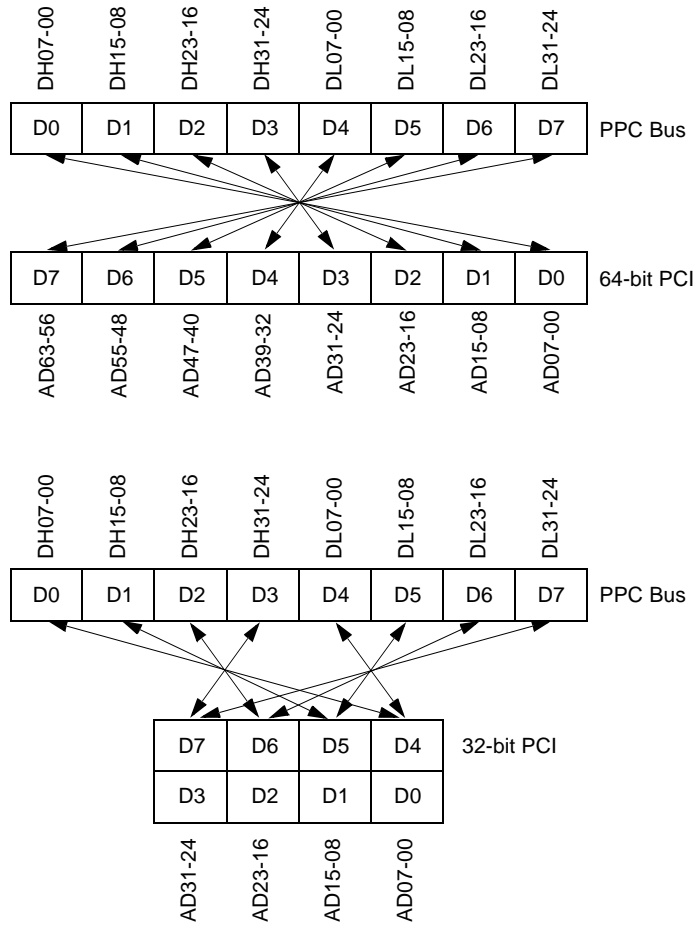 DH07-00 DH15-08 DH23-16 DH31-24 DL07-00 DL15-08 DL23-16 DL31-24
D0 D1 D2 D3 D4 D5 D6 D7 PPC Bus
D7 D6 D5 D4 D3 D2 D1 D0 64-bit PCI
AD63-56 AD55-48 AD47-40 AD39-32 AD31-24 AD23-16 AD15-08 AD07-00
DH07-00 DH15-08 DH23-16 DH31-24 DL07-00 DL15-08 DL23-16 DL31-24
D0 D1 D2 D3 D4 D5 D6 D7 PPC Bus
D7 D6 D5 D4 32-bit PCI
D3 D2 D1 D0
AD31-24 AD23-16 AD15-08 AD07-00